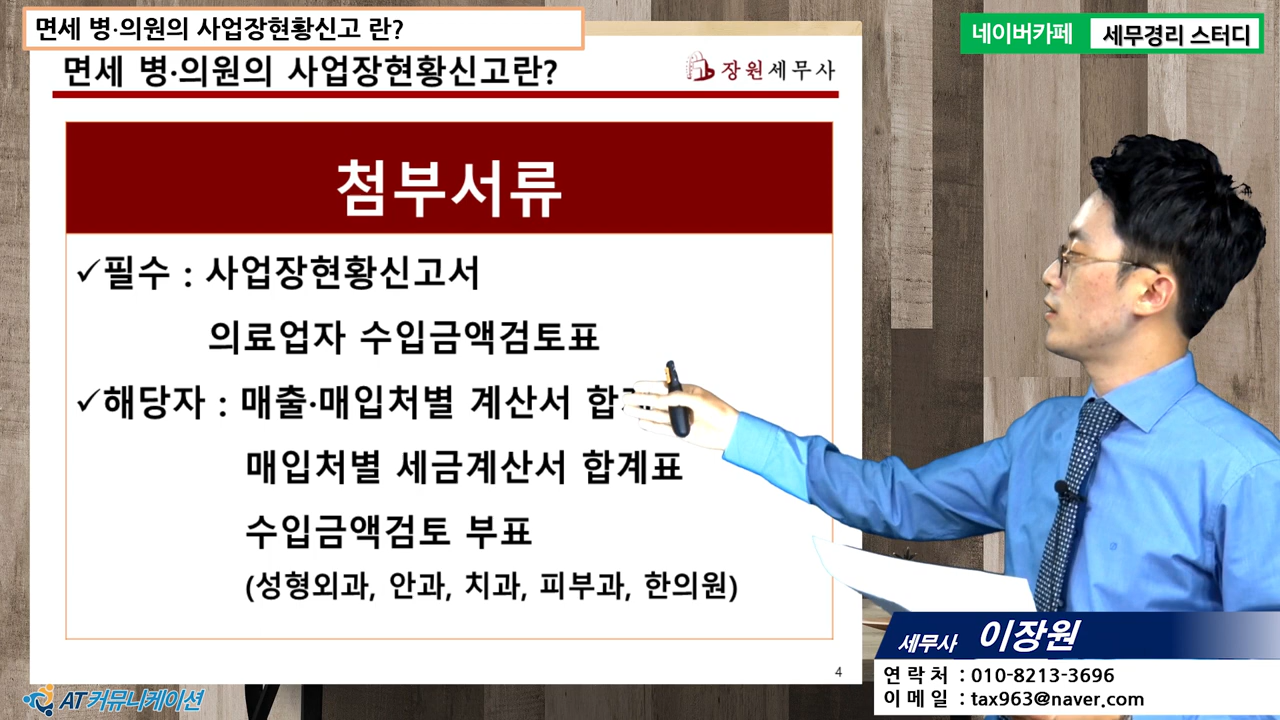 면세 병·의원의 사업장현황신고 란?
네이버카페 세무경리 스터디
면세 병·의원의 사업장현황신고란?
장원세무사
첨부서류
✓필수 : 사업장현황신고서
의료업자 수입금액검토표
✓해당자 : 매출·매입처별 계산서 합
매입처별 세금계산서 합계표
수입금액검토 부표
(성형외과, 안과, 치과, 피부과, 한의원)
4
세무사 이장원
연락처 : 010-8213-3696
이메일 : tax963@naver.com
AT커뮤니케이션